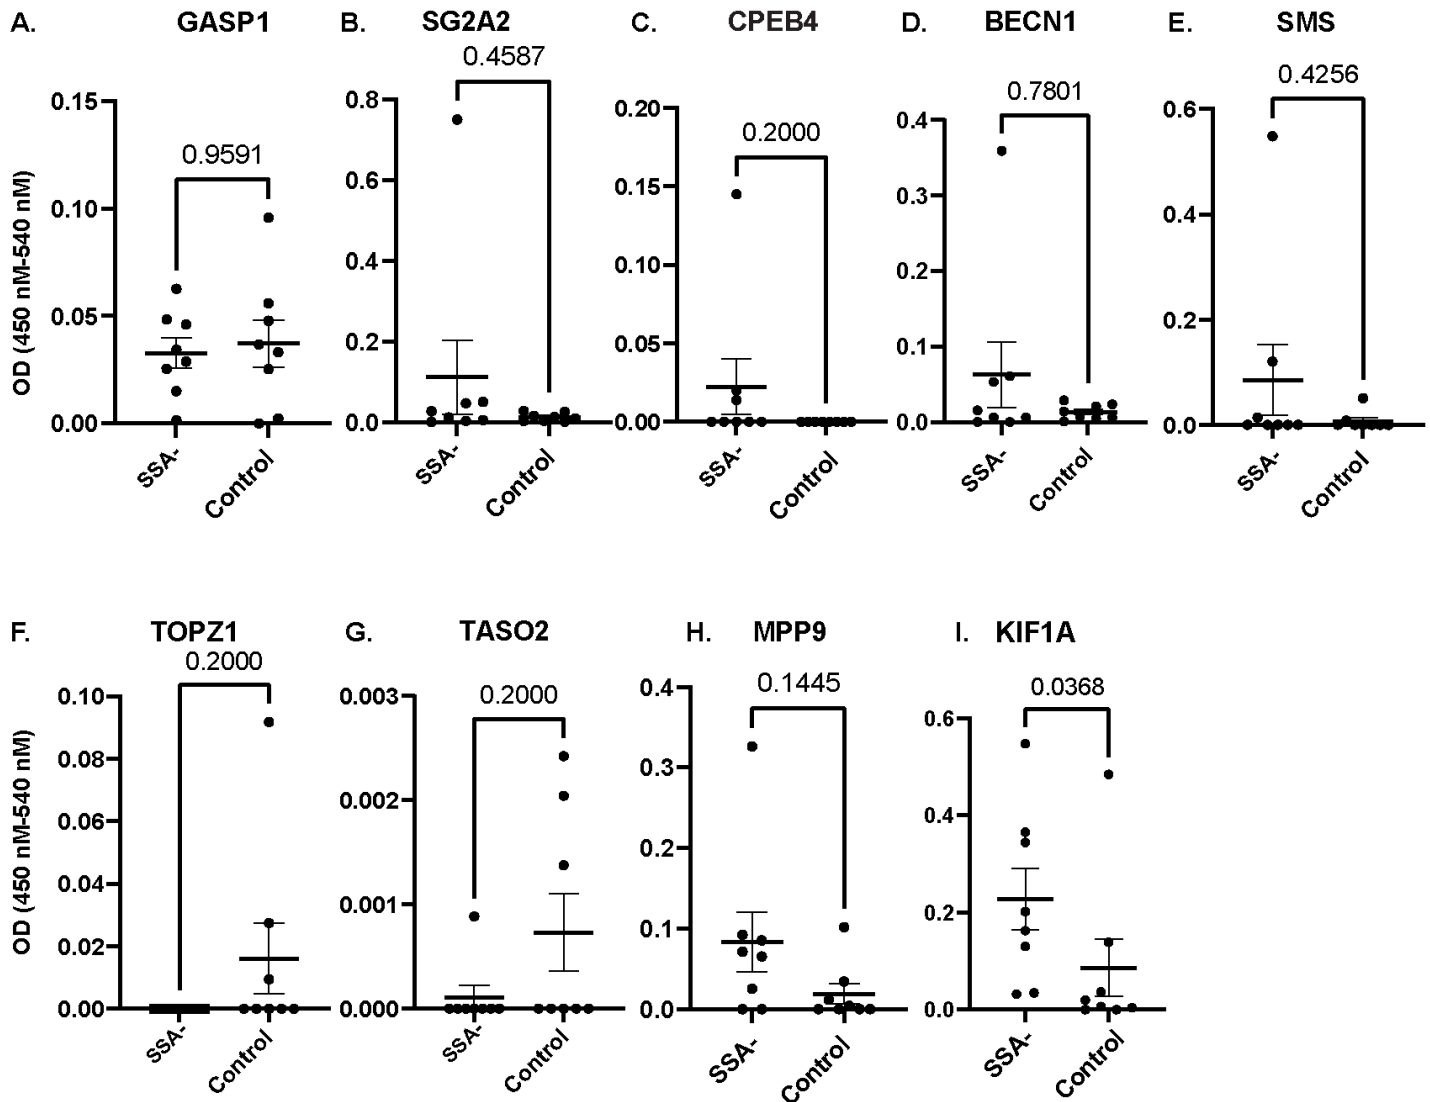 A. GASP1
B. SG2A2
C. CPEB4
D. BECN1
E. SMS
OD (450 nM-540 nM)
0.9591
0.15
0.10
0.05
0.00
SSA-
Control
0.4587
0.8
0.6
0.4
0.2
0.0
SSA-
Control
0.2000
0.20
0.15
0.10
0.05
0.00
SSA-
Control
0.7801
0.4
0.3
0.2
0.1
0.0
SSA-
Control
0.4256
0.6
0.4
0.2
0.0
SSA-
Control
F. TOPZ1
G. TASO2
H. MPP9
I. KIF1A
OD (450 nM-540 nM)
0.2000
0.10
0.08
0.06
0.04
0.02
0.00
SSA-
Control
0.2000
0.003
0.002
0.001
0.000
SSA-
Control
0.1445
0.4
0.3
0.2
0.1
0.0
SSA-
Control
0.0368
0.6
0.4
0.2
0.0
SSA-
Control